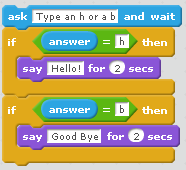 ask Type an h or a b and wait
if answer = h then
say Hello! for 2 secs
if answer = b then
say Good Bye for 2 secs